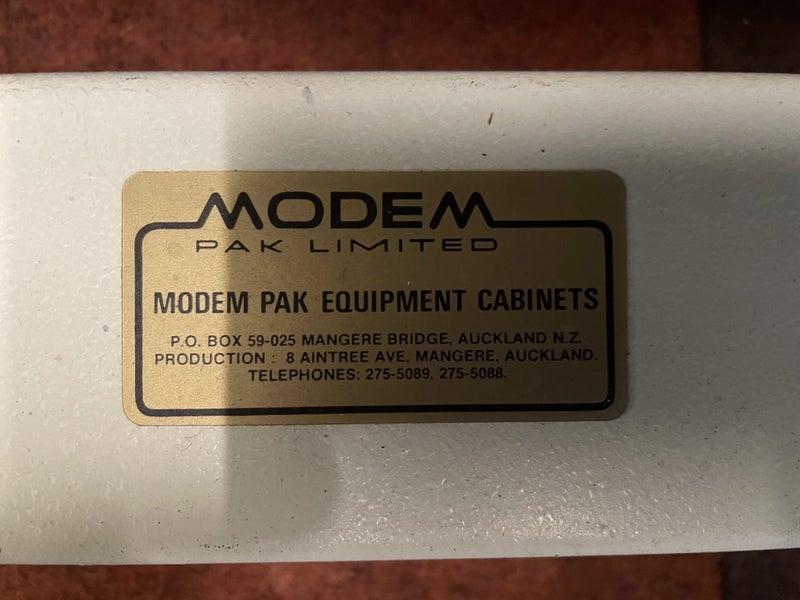 MODEM
PAK LIMITED
MODEM PAK EQUIPMENT CABINETS
P.O. BOX 59-025 MANGERE BRIDGE, AUCKLAND N.Z.
PRODUCTION : 8 AINTREE AVE, MANGERE, AUCKLAND.
TELEPHONES: 275-5089, 275-5088.